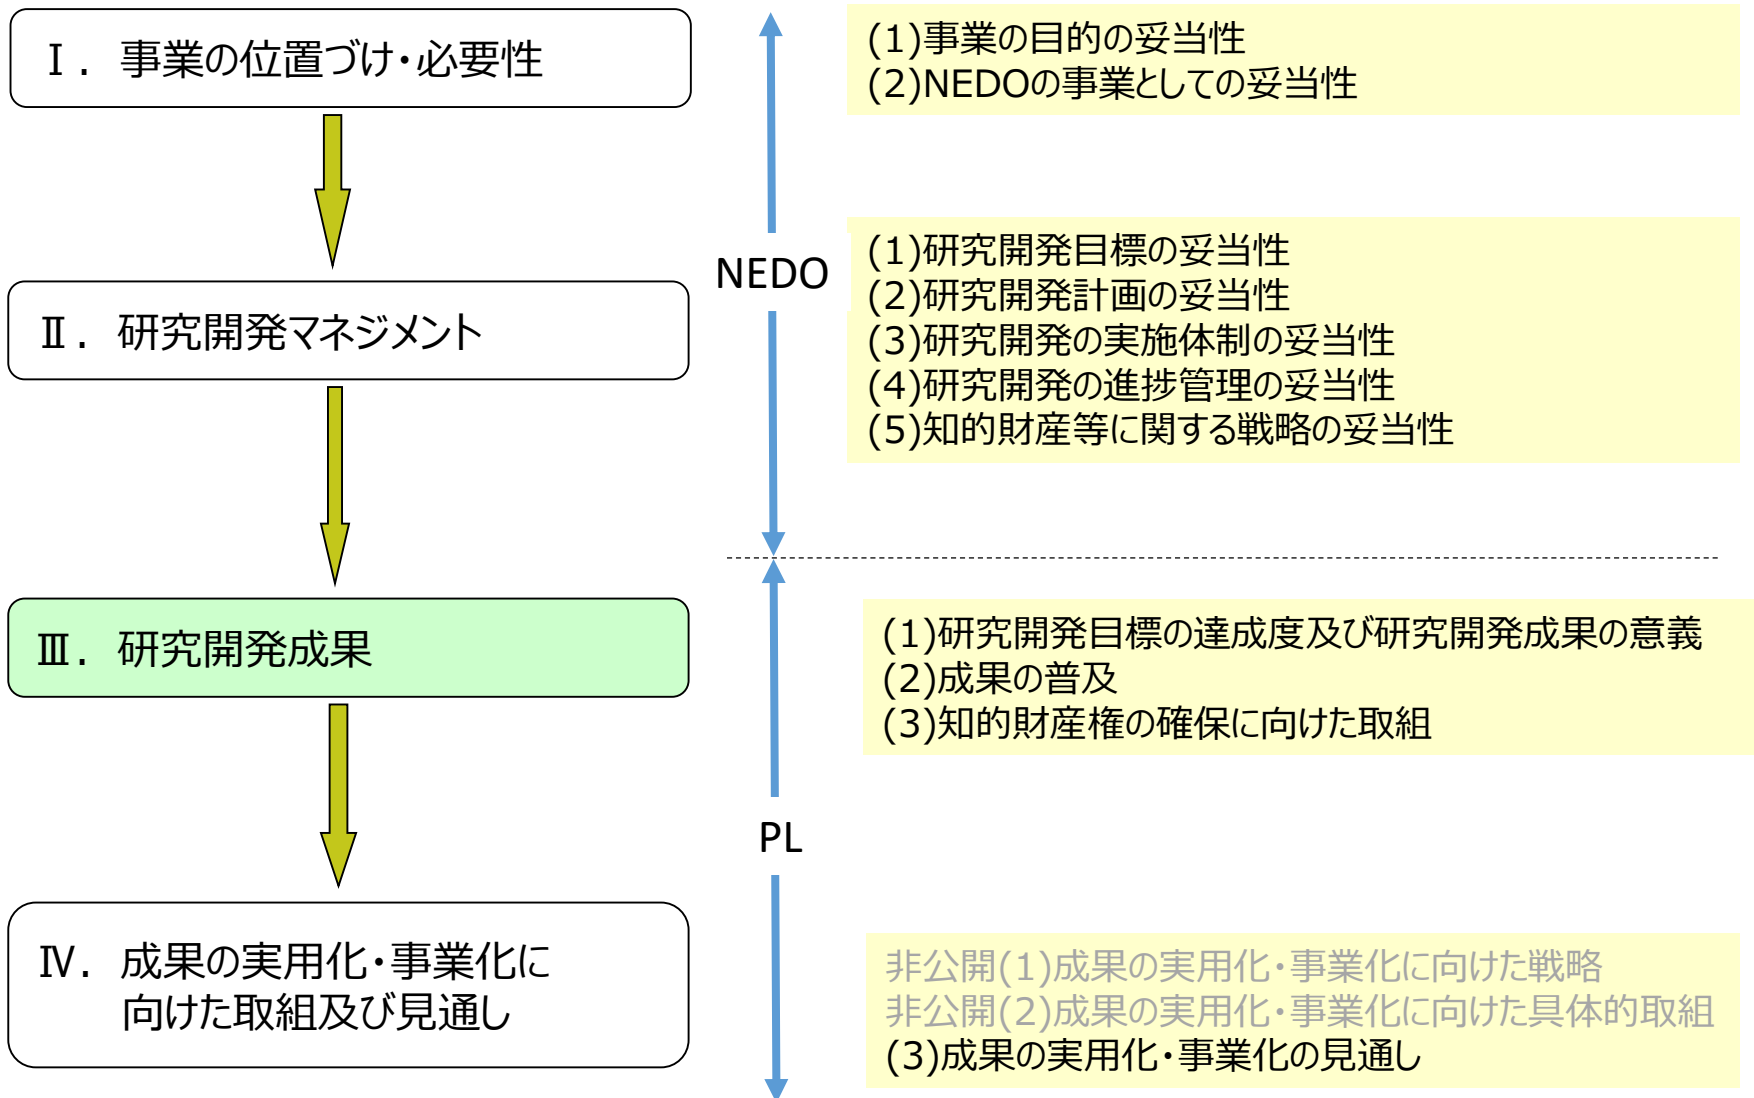 Ⅰ. 事業の位置づけ・必要性
(1)事業の目的の妥当性
(2)NEDOの事業としての妥当性
NEDO
Ⅱ. 研究開発マネジメント
(1)研究開発目標の妥当性
(2)研究開発計画の妥当性
(3)研究開発の実施体制の妥当性
(4)研究開発の進捗管理の妥当性
(5)知的財産等に関する戦略の妥当性
Ⅲ. 研究開発成果
(1)研究開発目標の達成度及び研究開発成果の意義
(2)成果の普及
(3)知的財産権の確保に向けた取組
PL
Ⅳ. 成果の実用化・事業化に
向けた取組及び見通し
非公開(1)成果の実用化・事業化に向けた戦略
非公開(2)成果の実用化・事業化に向けた具体的取組
(3)成果の実用化・事業化の見通し